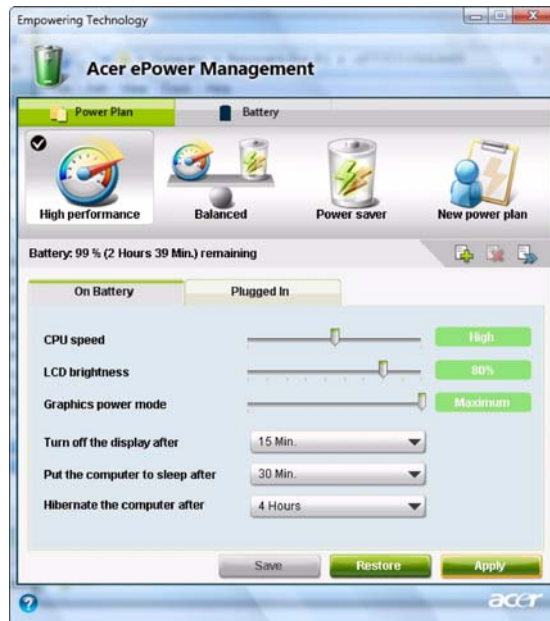 Empowering Technology
Acer ePower Management
Power Plan Battery
High performance Balanced Power saver New power plan
Battery: 99 % (2 Hours 39 Min.) remaining
On Battery Plugged In
CPU speed High
LCD brightness 80%
Graphics power mode Maximum
Turn off the display after 15 Min.
Put the computer to sleep after 30 Min.
Hibernate the computer after 4 Hours
Save Restore Apply
acer